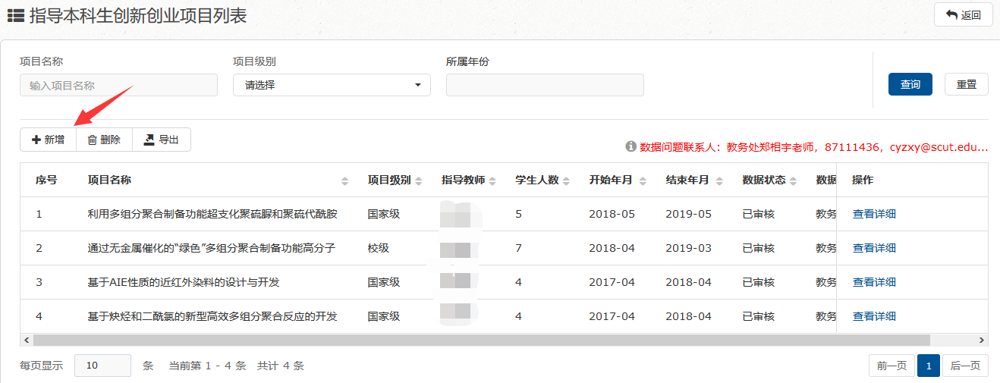 指导本科生创新创业项目列表
返回
项目名称 项目级别 所属年份
输入项目名称 请选择 查询 重置
新增 删除 导出
数据问题联系人：教务处郑相宇老师，87111436，cyzxy@scut.edu...
序号 项目名称 项目级别 指导教师 学生人数 开始年月 结束年月 数据状态 数据 操作
1 利用多组分聚合制备功能超支化聚硫脲和聚硫代酰胺 国家级 5 2018-05 2019-05 已审核 教务 查看详细
2 通过无金属催化的“绿色”多组分聚合制备功能高分子 校级 7 2018-04 2019-03 已审核 教务 查看详细
3 基于AIE性质的近红外染料的设计与开发 国家级 4 2017-04 2018-04 已审核 教务 查看详细
4 基于炔烃和二酰氯的新型高效多组分聚合反应的开发 国家级 4 2017-04 2018-04 已审核 教务 查看详细
每页显示 10 条 当前第 1 - 4 条 共计 4 条 前一页 1 后一页